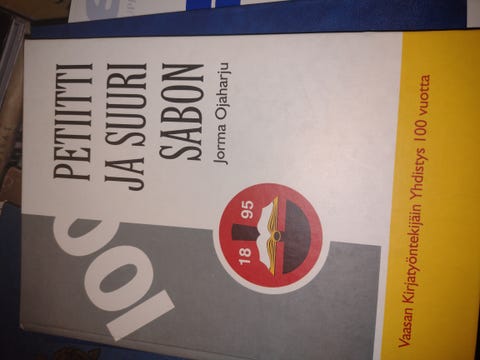 PETIITTI
JA SUURI
SABON
Jorma Ojaharju
100
18 95
Vaasan Kirjatyöntekijäin Yhdistys 100 vuotta